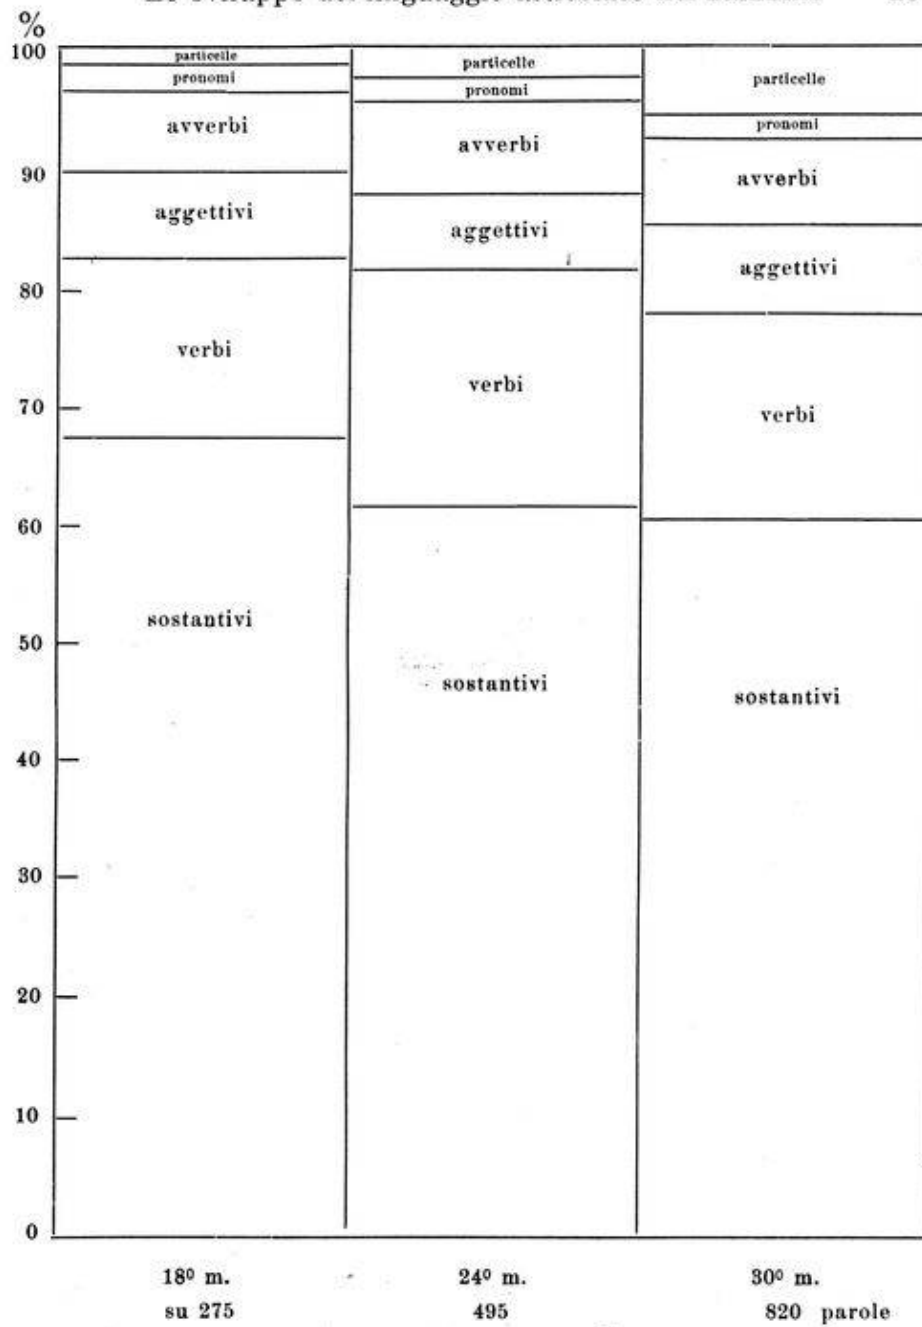 %
100
particelle
particelle
particelle
pronomi
pronomi
pronomi
avverbi
avverbi
avverbi
90
aggettivi
aggettivi
aggettivi
80
verbi
verbi
verbi
70
60
sostantivi
sostantivi
sostantivi
50
40
30
20
10
0
18º m. 24º m. 30º m.
su 275 495 820 parole